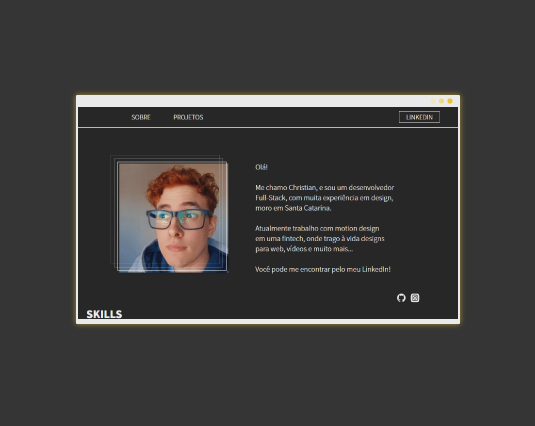 SOBRE PROJETOS LINKEDIN
Olá!
Me chamo Christian, e sou um desenvolvedor
Full-Stack, com muita experiência em design,
moro em Santa Catarina.
Atualmente trabalho com motion design
em uma fintech, onde trago à vida designs
para web, vídeos e muito mais...
Você pode me encontrar pelo meu LinkedIn!
SKILLS